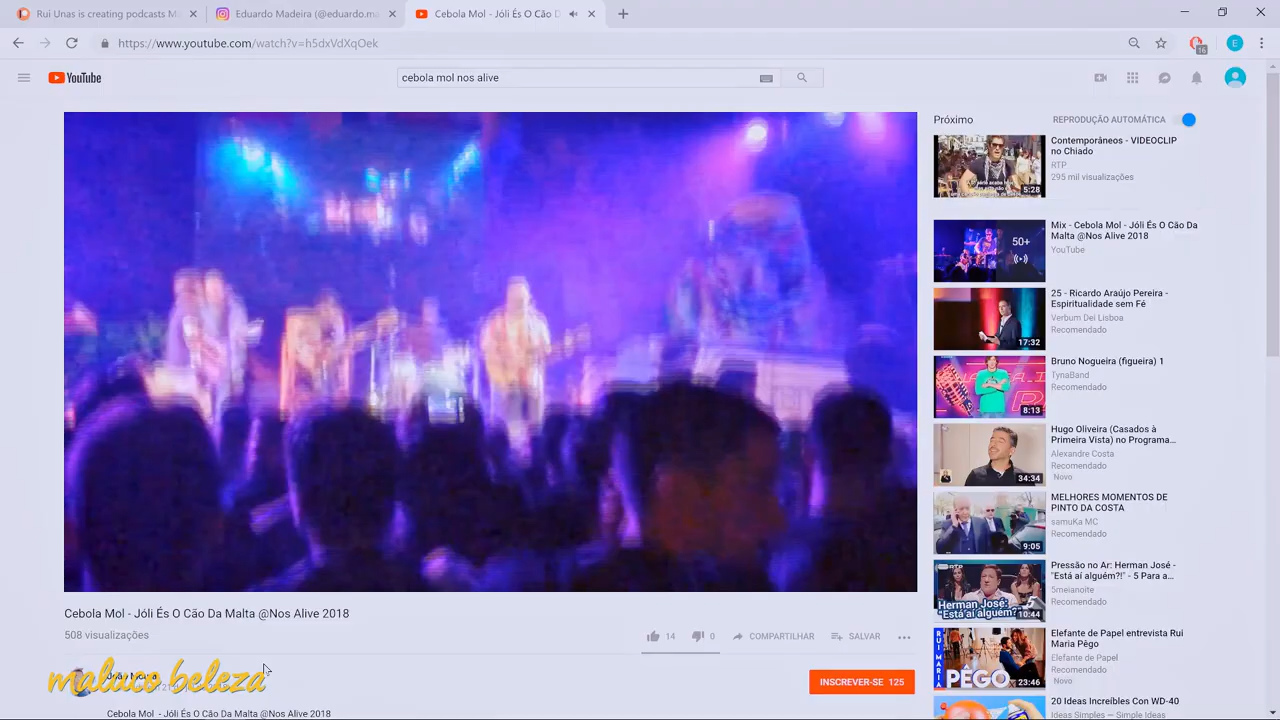 Rui Unas is creating podcasts M
Eduardo Madeira (@eduardo.ma
Cebola Mol - Jóli És O Cão D
https://www.youtube.com/watch?v=h5dxVdXqOek
16
E
YouTube
cebola mol nos alive
Próximo
REPRODUÇÃO AUTOMÁTICA
5:28
Contemporâneos - VIDEOCLIP
no Chiado
RTP
295 mil visualizações
50+
Mix - Cebola Mol - Jóli És O Cão Da
Malta @Nos Alive 2018
YouTube
17:32
25 - Ricardo Araújo Pereira -
Espiritualidade sem Fé
Verbum Dei Lisboa
Recomendado
8:13
Bruno Nogueira (figueira) 1
TynaBand
Recomendado
34:34
Hugo Oliveira (Casados à
Primeira Vista) no Programa...
Alexandre Costa
Recomendado
Novo
9:05
MELHORES MOMENTOS DE
PINTO DA COSTA
samuKa MC
Recomendado
Herman José:
"Está aí alguém?"
10:44
Pressão no Ar: Herman José -
"Está aí alguém?!" - 5 Para a...
5meianoite
Recomendado
RUI MARIA
PÊGO
23:46
Elefante de Papel entrevista Rui
Maria Pêgo
Elefante de Papel
Recomendado
Novo
20 Ideas Increíbles Con WD-40
Ideas Simples — Simple Ideas
Cebola Mol - Jóli És O Cão Da Malta @Nos Alive 2018
508 visualizações
14
0
COMPARTILHAR
SALVAR
maluco beleza
INSCREVER-SE 125
Cebola Mol - Jóli És O Cão Da Malta @Nos Alive 2018